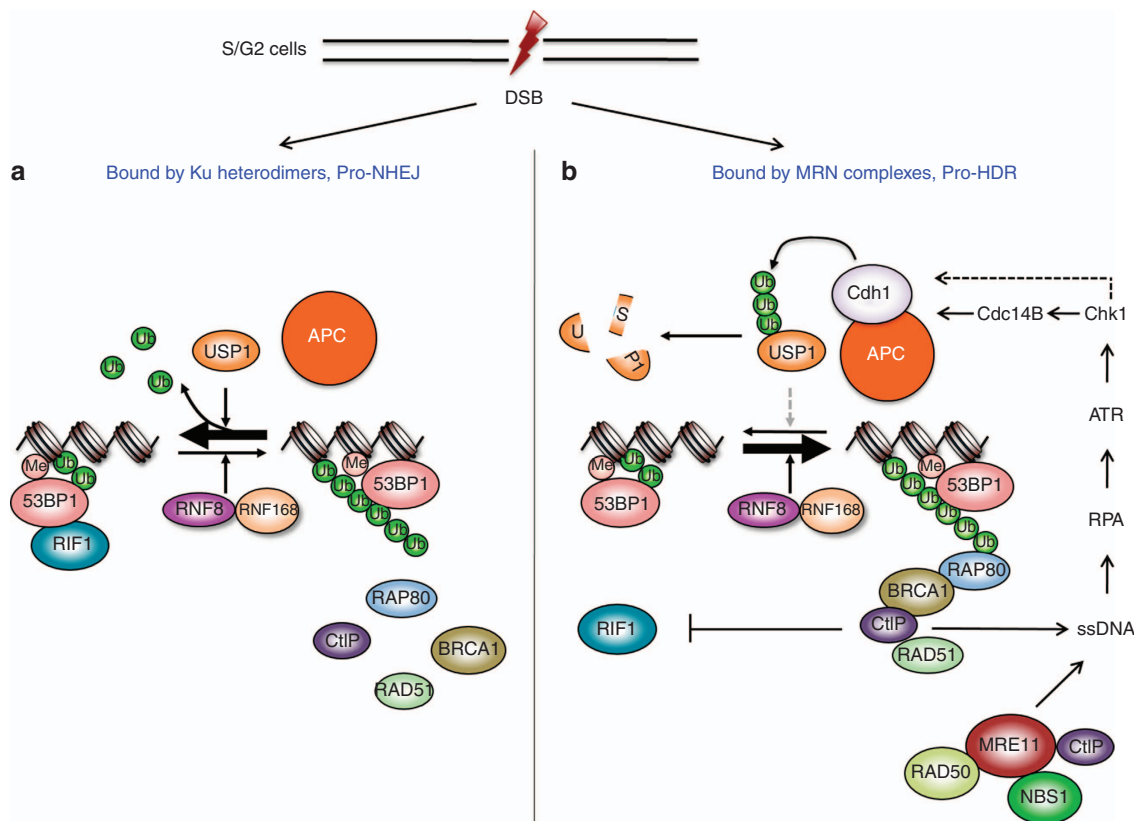 S/G2 cells
DSB
a
Bound by Ku heterodimers, Pro-NHEJ
APC
USP1
Ub
Ub
Ub
Me
Ub
Ub
53BP1
RIF1
RNF8
RNF168
Me
53BP1
Ub
Ub
Ub
Ub
Ub
Ub
RAP80
CtIP
BRCA1
RAD51
b
Bound by MRN complexes, Pro-HDR
Ub
Ub
Ub
USP1
Cdh1
APC
Cdc14B
Chk1
U
S
P1
ATR
RPA
ssDNA
Me
Ub
Ub
53BP1
RNF8
RNF168
Me
53BP1
Ub
Ub
Ub
Ub
Ub
Ub
RAP80
BRCA1
CtIP
RAD51
RIF1
MRE11
CtIP
RAD50
NBS1